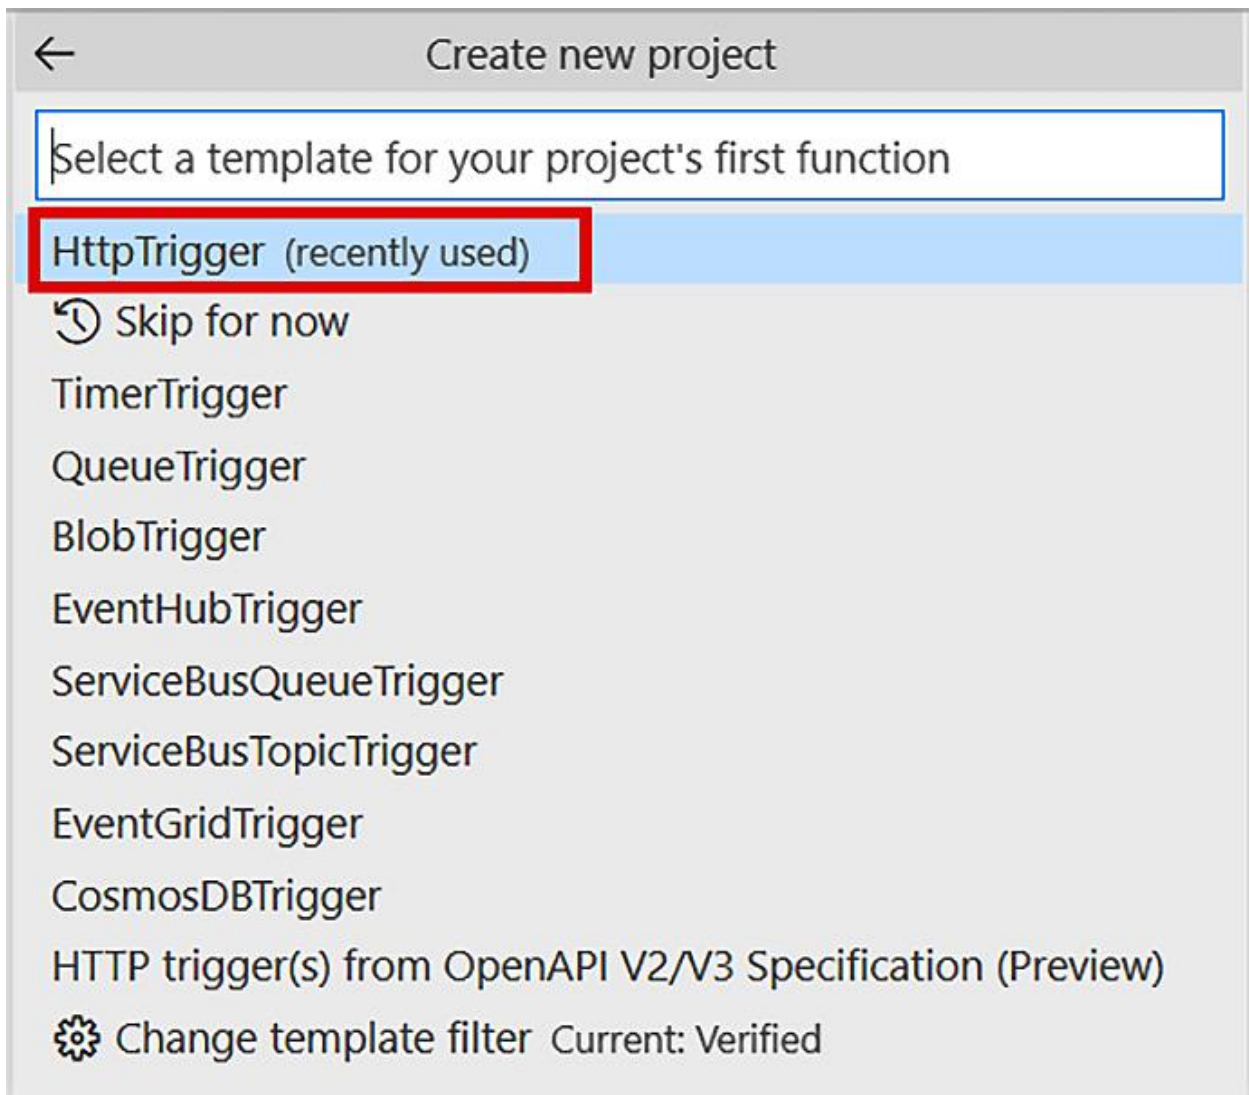 Create new project
Select a template for your project's first function
HttpTrigger (recently used)
Skip for now
TimerTrigger
QueueTrigger
BlobTrigger
EventHubTrigger
ServiceBusQueueTrigger
ServiceBusTopicTrigger
EventGridTrigger
CosmosDBTrigger
HTTP trigger(s) from OpenAPI V2/V3 Specification (Preview)
Change template filter Current: Verified